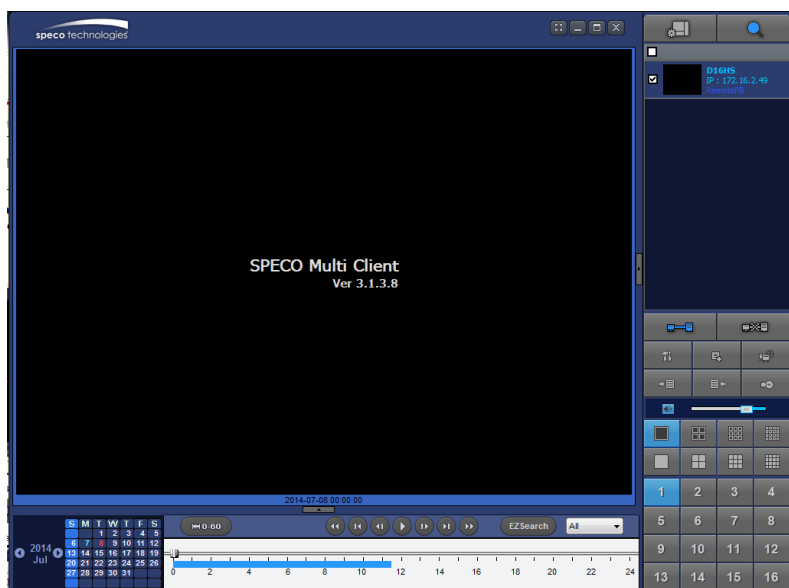 speco technologies
D16HS
IP : 172.16.2.49
RemotePB
SPECO Multi Client
Ver 3.1.3.8
2014-07-08 00:00:00
2014
Jul
S M T W T F S
1 2 3 4 5
6 7 8 9 10 11 12
13 14 15 16 17 18 19
20 21 22 23 24 25 26
27 28 29 30 31
0-60
EZSearch
All
0 2 4 6 8 10 12 14 16 18 20 22 24
1 2 3 4
5 6 7 8
9 10 11 12
13 14 15 16